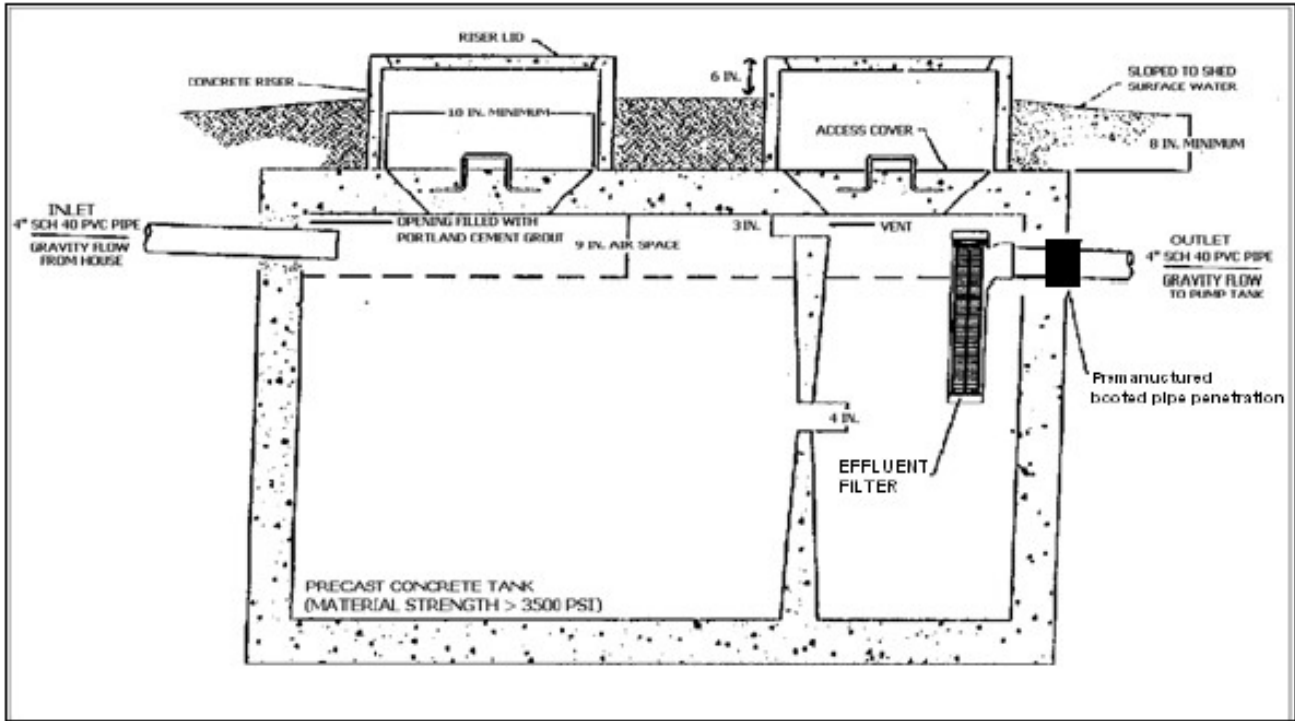 RISER LID
CONCRETE RISER
6 IN.
SLOPED TO SHED
SURFACE WATER
10 IN. MINIMUM
ACCESS COVER
8 IN. MINIMUM
INLET
4" SCH 40 PVC PIPE
GRAVITY FLOW
FROM HOUSE
OPENING FILLED WITH
PORTLAND CEMENT GROUT
9 IN. AIR SPACE
3 IN.
VENT
OUTLET
4" SCH 40 PVC PIPE
GRAVITY FLOW
TO PUMP TANK
Premanuctured
booted pipe penetration
4 IN.
EFFLUENT
FILTER
PRECAST CONCRETE TANK
(MATERIAL STRENGTH > 3500 PSI)